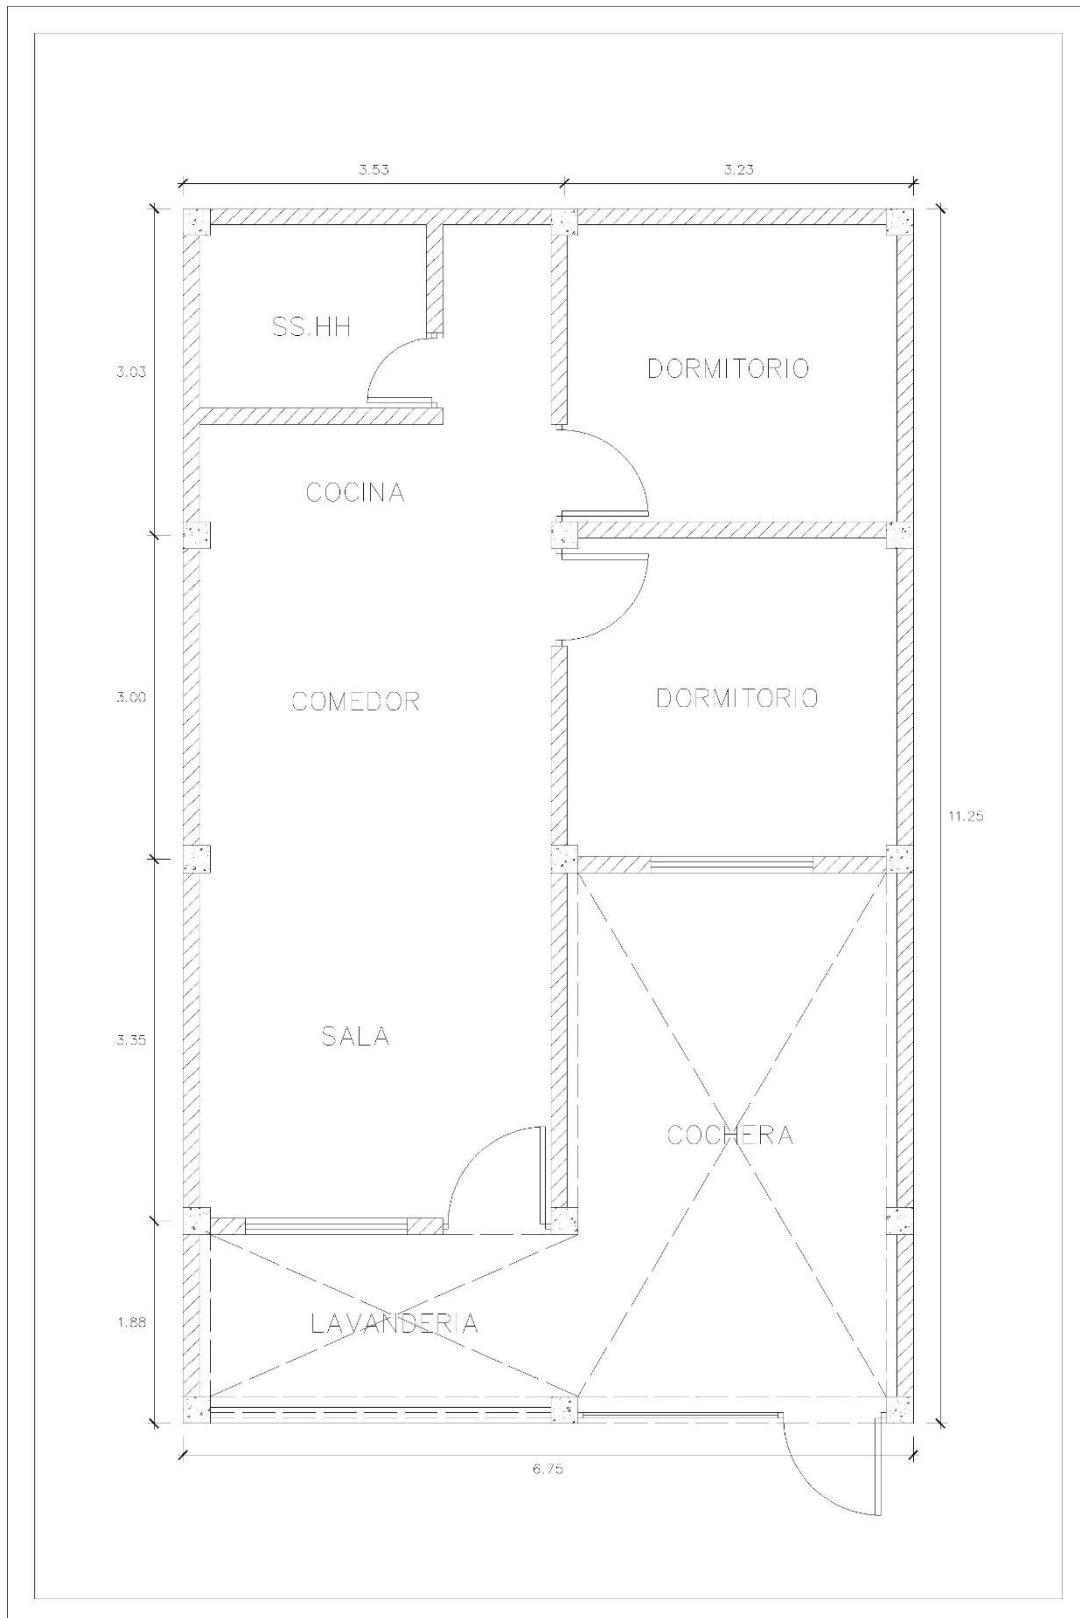 3.53
3.23
SS.HH
3.03
DORMITORIO
COCINA
3.00
COMEDOR
DORMITORIO
11.25
3.35
SALA
COCHERA
1.88
LAVANDERIA
6.75